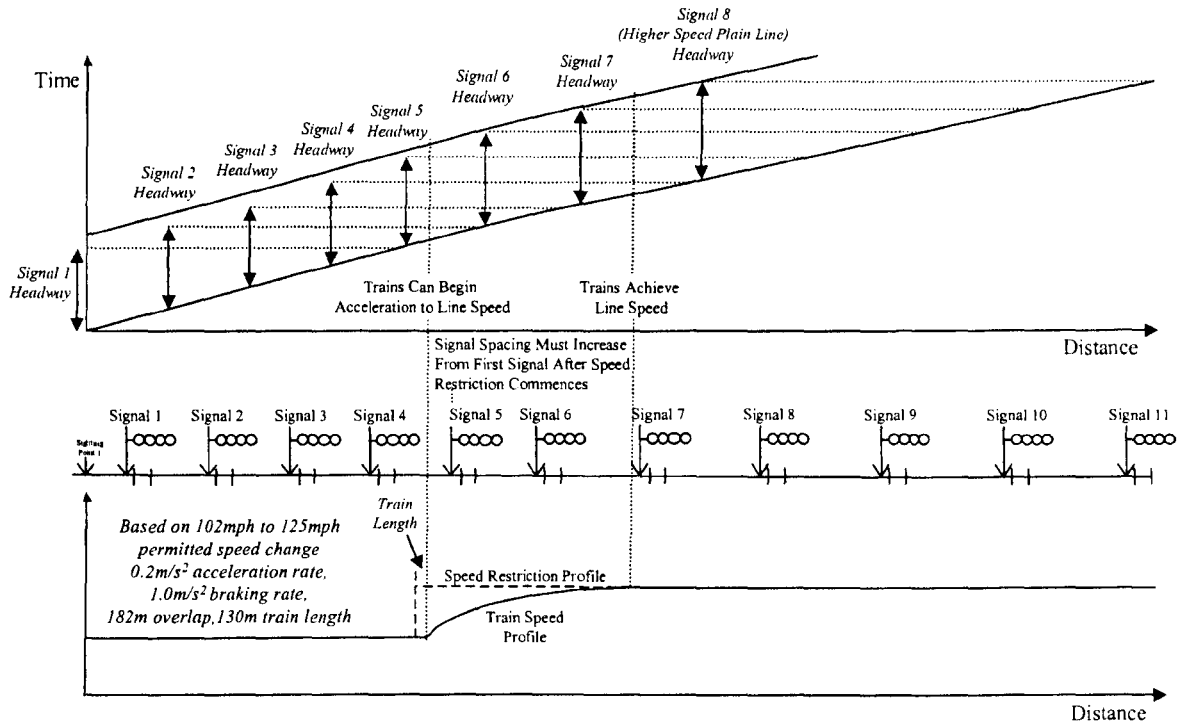 Signal 8
(Higher Speed Plain Line)
Headway
Time
Signal 7
Headway
Signal 6
Headway
Signal 5
Headway
Signal 4
Headway
Signal 3
Headway
Signal 2
Headway
Signal 1
Headway
Trains Can Begin
Acceleration to Line Speed
Trains Achieve
Line Speed
Distance
Signal Spacing Must Increase
From First Signal After Speed
Restriction Commences
Sighting
Point 1
Signal 1
Signal 2
Signal 3
Signal 4
Signal 5
Signal 6
Signal 7
Signal 8
Signal 9
Signal 10
Signal 11
Train
Length
Based on 102mph to 125mph
permitted speed change
0.2m/s² acceleration rate,
1.0m/s² braking rate,
182m overlap, 130m train length
Speed Restriction Profile
Train Speed
Profile
Distance